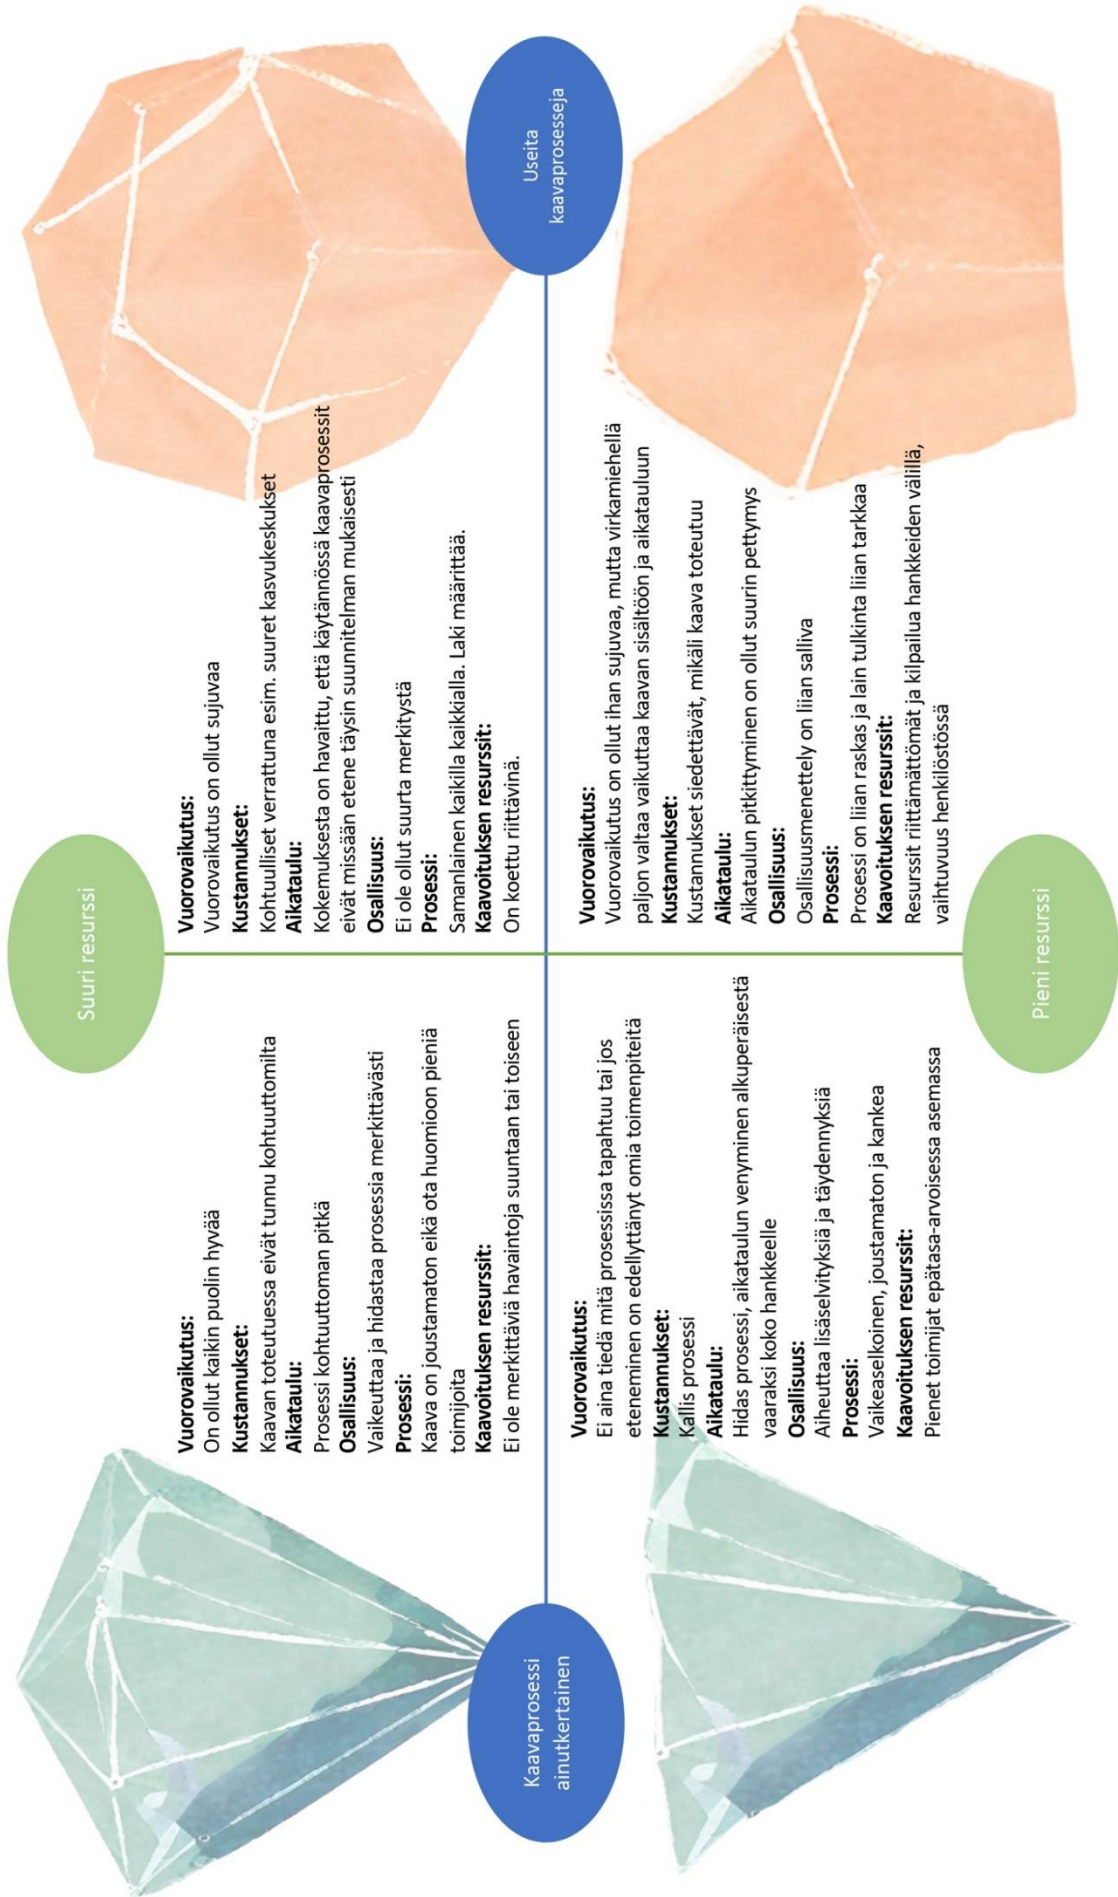 Suuri resurssi
Vuorovaikutus:
On ollut kaikin puolin hyvää
Kustannukset:
Kaavan toteutuessa eivät tunnu kohtuuttomilta
Aikataulu:
Prosessi kohtuuttoman pitkä
Osallisuus:
Vaikeuttaa ja hidastaa prosessia merkittävästi
Prosessi:
Kaava on joustamaton eikä ota huomioon pieniä
toimijoita
Kaavoituksen resurssit:
Ei ole merkittäviä havaintoja suuntaan tai toiseen
Vuorovaikutus:
Vuorovaikutus on ollut sujuvaa
Kustannukset:
Kohtuulliset verrattuna esim. suuret kasvukeskukset
Aikataulu:
Kokemuksesta on havaittu, että käytännössä kaavaprosessit
eivät missään etene täysin suunnitelman mukaisesti
Osallisuus:
Ei ole ollut suurta merkitystä
Prosessi:
Samanlainen kaikilla kaikkialla. Laki määrittää.
Kaavoituksen resurssit:
On koettu riittävinä.
Kaavaprosessi
ainutkertainen
Useita
kaavaprosesseja
Vuorovaikutus:
Ei aina tiedä mitä prosessissa tapahtuu tai jos
eteneminen on edellyttänyt omia toimenpiteitä
Kustannukset:
Kallis prosessi
Aikataulu:
Hidas prosessi, aikataulun venyminen alkuperäisestä
vaaraksi koko hankkeelle
Osallisuus:
Aiheuttaa lisäselvityksiä ja täydennyksiä
Prosessi:
Vaikeaselkoinen, joustamaton ja kankea
Kaavoituksen resurssit:
Pienet toimijat epätasa-arvoisessa asemassa
Vuorovaikutus:
Vuorovaikutus on ollut ihan sujuvaa, mutta virkamiehellä
paljon valtaa vaikuttaa kaavan sisältöön ja aikatauluun
Kustannukset:
Kustannukset siedettävät, mikäli kaava toteutuu
Aikataulu:
Aikataulun pitkittyminen on ollut suurin pettymys
Osallisuus:
Osallisuusmenettely on liian salliva
Prosessi:
Prosessi on liian raskas ja lain tulkinta liian tarkkaa
Kaavoituksen resurssit:
Resurssit riittämättömät ja kilpailua hankkeiden välillä,
vaihtuvuus henkilöstössä
Pieni resurssi